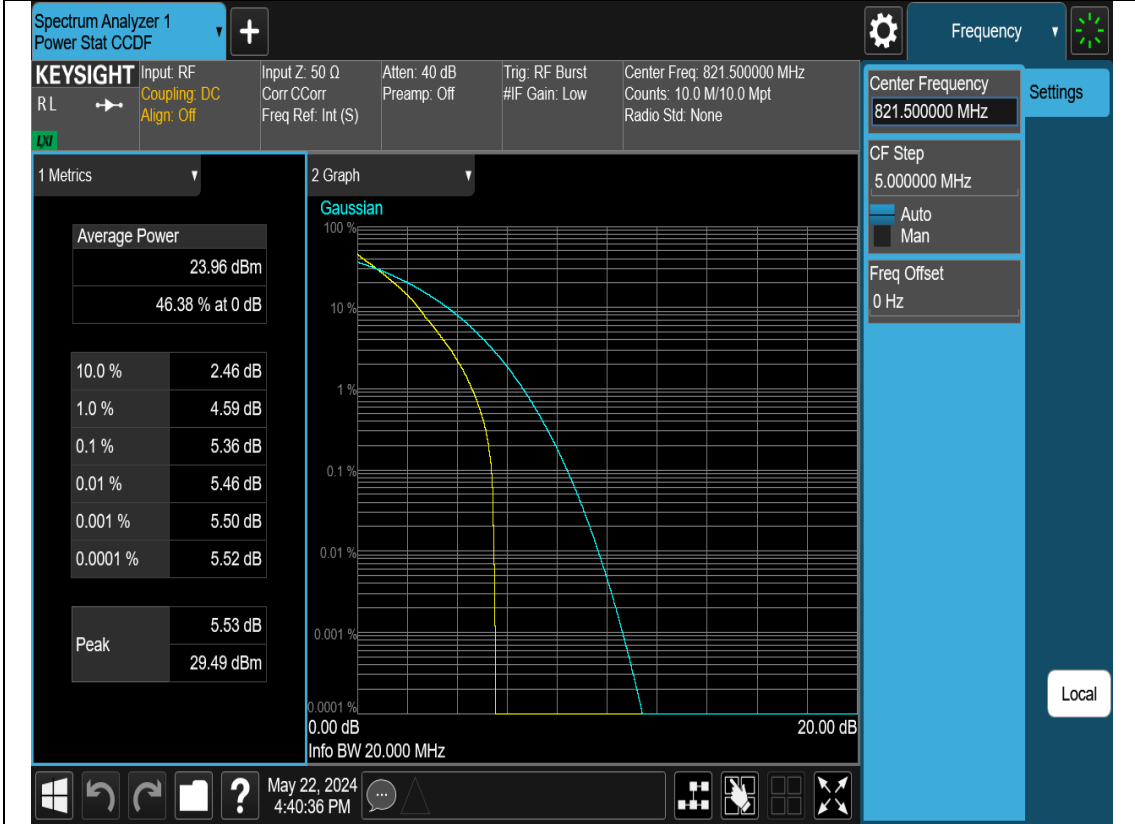 Spectrum Analyzer 1
Power Stat CCDF
+
Frequency
KEYSIGHT
RL
LXI
Input: RF
Coupling: DC
Align: Off
Input Z: 50 Ω
Corr CCorr
Freq Ref: Int (S)
Atten: 40 dB
Preamp: Off
Trig: RF Burst
#IF Gain: Low
Center Freq: 821.500000 MHz
Counts: 10.0 M/10.0 Mpt
Radio Std: None
Center Frequency
821.500000 MHz
Settings
CF Step
5.000000 MHz
Auto
Man
Freq Offset
0 Hz
1 Metrics
Average Power
23.96 dBm
46.38 % at 0 dB
10.0 % 2.46 dB
1.0 % 4.59 dB
0.1 % 5.36 dB
0.01 % 5.46 dB
0.001 % 5.50 dB
0.0001 % 5.52 dB
Peak
5.53 dB
29.49 dBm
2 Graph
Gaussian
100 %
10 %
1 %
0.1 %
0.01 %
0.001 %
0.0001 %
0.00 dB 20.00 dB
Info BW 20.000 MHz
Local
?
May 22, 2024
4:40:36 PM